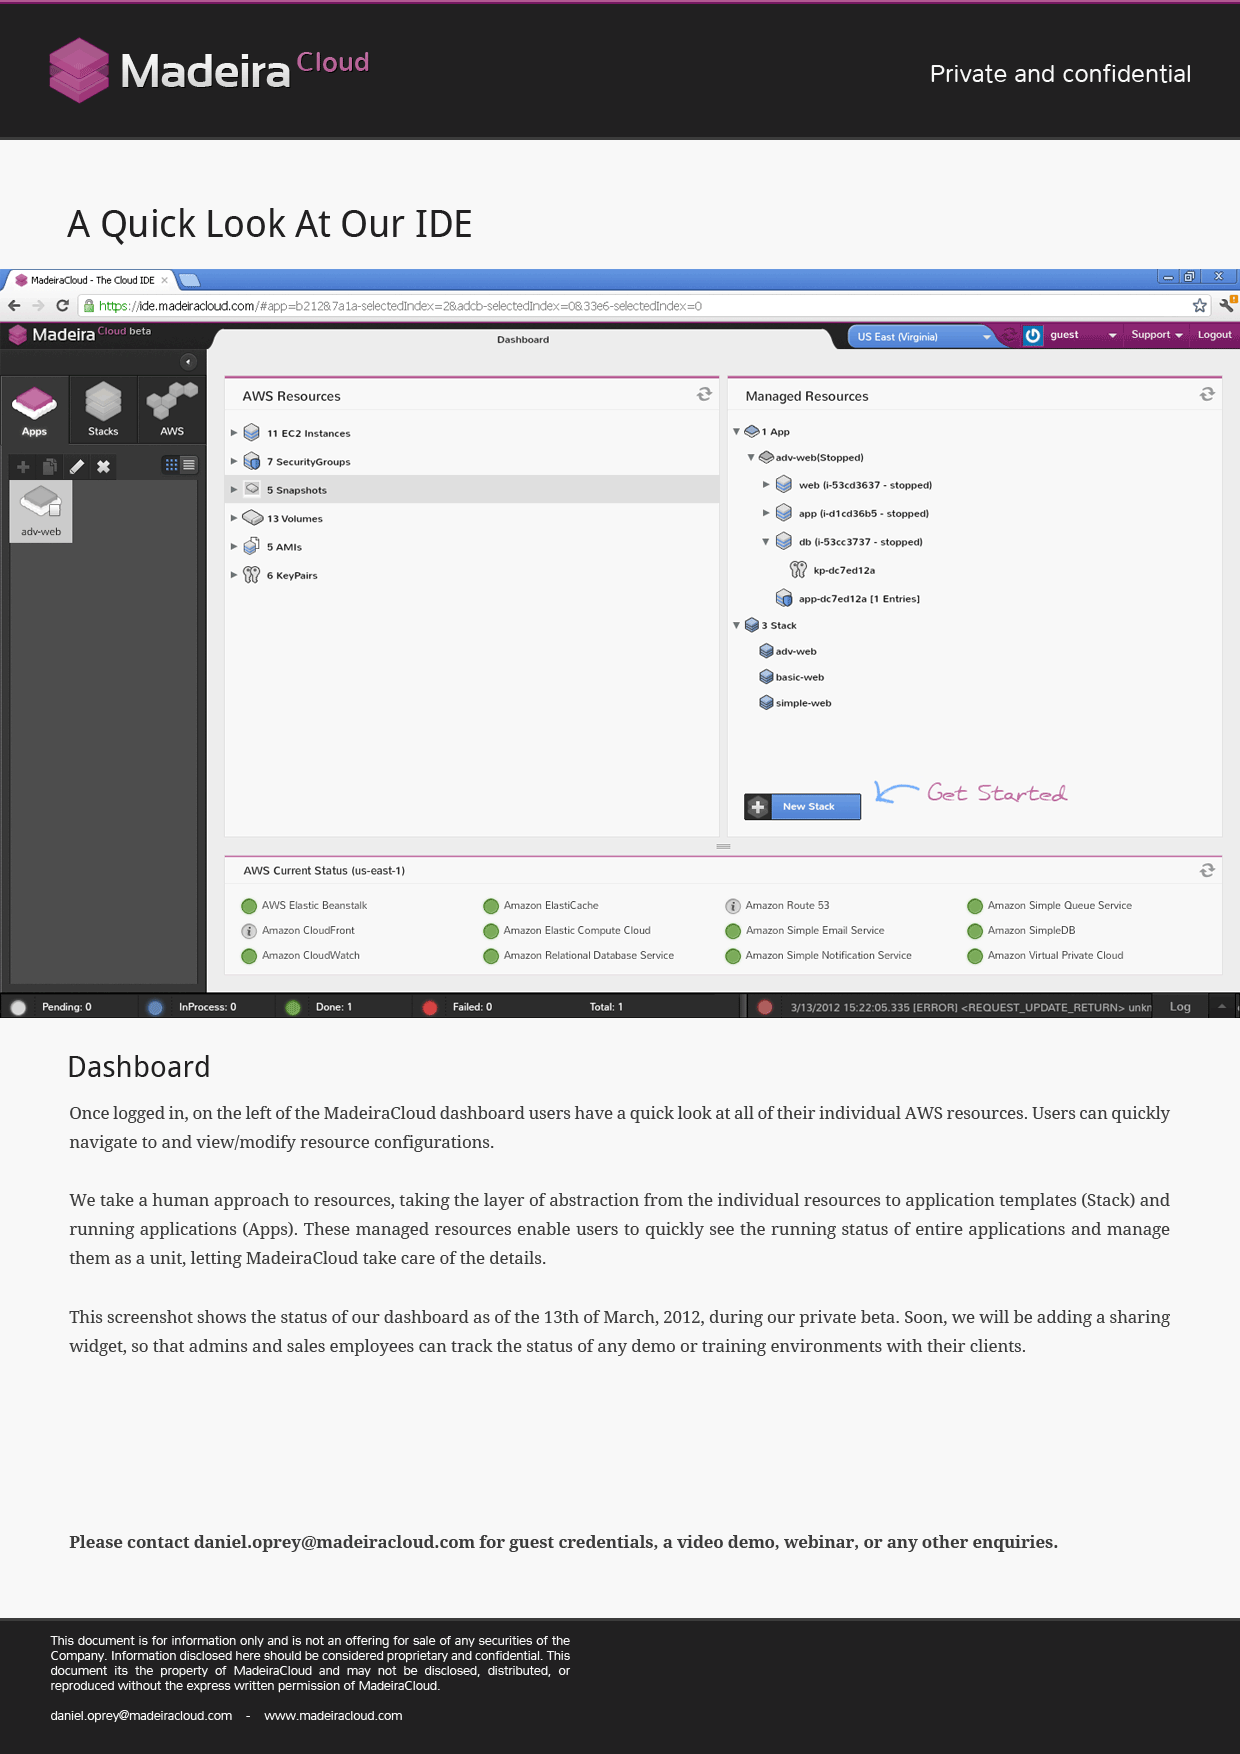 Madeira Cloud
Private and confidential
A Quick Look At Our IDE
MadeiraCloud - The Cloud IDE
https://ide.madeiracloud.com/#app=b212&7a1a-selectedIndex=2&adcb-selectedIndex=0&33e6-selectedIndex=0
Madeira Cloud beta
Dashboard
US East (Virginia)
guest
Support
Logout
Apps
Stacks
AWS
adv-web
AWS Resources
11 EC2 Instances
7 SecurityGroups
5 Snapshots
13 Volumes
5 AMIs
6 KeyPairs
Managed Resources
1 App
adv-web(Stopped)
web (i-53cd3637 - stopped)
app (i-d1cd36b5 - stopped)
db (i-53cc3737 - stopped)
kp-dc7ed12a
app-dc7ed12a [1 Entries]
3 Stack
adv-web
basic-web
simple-web
New Stack
Get Started
AWS Current Status (us-east-1)
AWS Elastic Beanstalk
Amazon ElastiCache
Amazon Route 53
Amazon Simple Queue Service
Amazon CloudFront
Amazon Elastic Compute Cloud
Amazon Simple Email Service
Amazon SimpleDB
Amazon CloudWatch
Amazon Relational Database Service
Amazon Simple Notification Service
Amazon Virtual Private Cloud
Pending: 0
InProcess: 0
Done: 1
Failed: 0
Total: 1
3/13/2012 15:22:05.335 [ERROR] <REQUEST_UPDATE_RETURN> unkn
Log
Dashboard
Once logged in, on the left of the MadeiraCloud dashboard users have a quick look at all of their individual AWS resources. Users can quickly
navigate to and view/modify resource configurations.
We take a human approach to resources, taking the layer of abstraction from the individual resources to application templates (Stack) and
running applications (Apps). These managed resources enable users to quickly see the running status of entire applications and manage
them as a unit, letting MadeiraCloud take care of the details.
This screenshot shows the status of our dashboard as of the 13th of March, 2012, during our private beta. Soon, we will be adding a sharing
widget, so that admins and sales employees can track the status of any demo or training environments with their clients.
Please contact daniel.oprey@madeiracloud.com for guest credentials, a video demo, webinar, or any other enquiries.
This document is for information only and is not an offering for sale of any securities of the
Company. Information disclosed here should be considered proprietary and confidential. This
document its the property of MadeiraCloud and may not be disclosed, distributed, or
reproduced without the express written permission of MadeiraCloud.
daniel.oprey@madeiracloud.com - www.madeiracloud.com